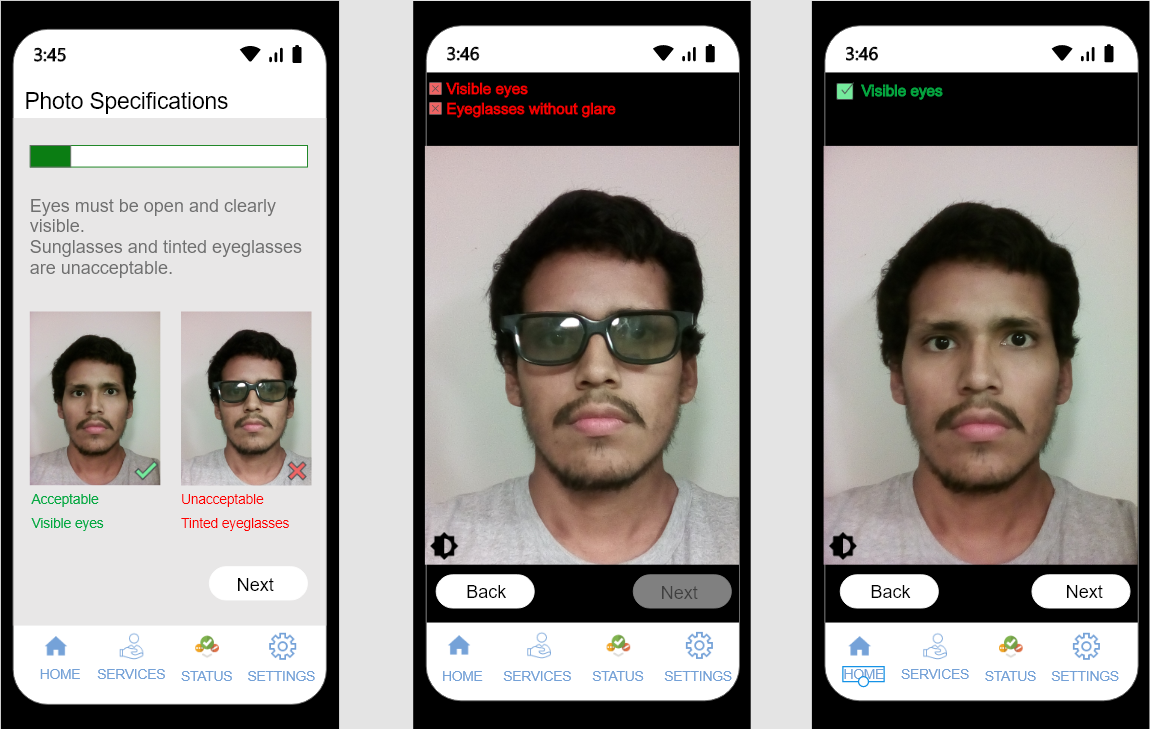 3:45
Photo Specifications
Eyes must be open and clearly
visible.
Sunglasses and tinted eyeglasses
are unacceptable.
Acceptable
Visible eyes
Unacceptable
Tinted eyeglasses
Next
HOME
SERVICES
STATUS
SETTINGS
3:46
Visible eyes
Eyeglasses without glare
Back
Next
HOME
SERVICES
STATUS
SETTINGS
3:46
Visible eyes
Back
Next
HOME
SERVICES
STATUS
SETTINGS